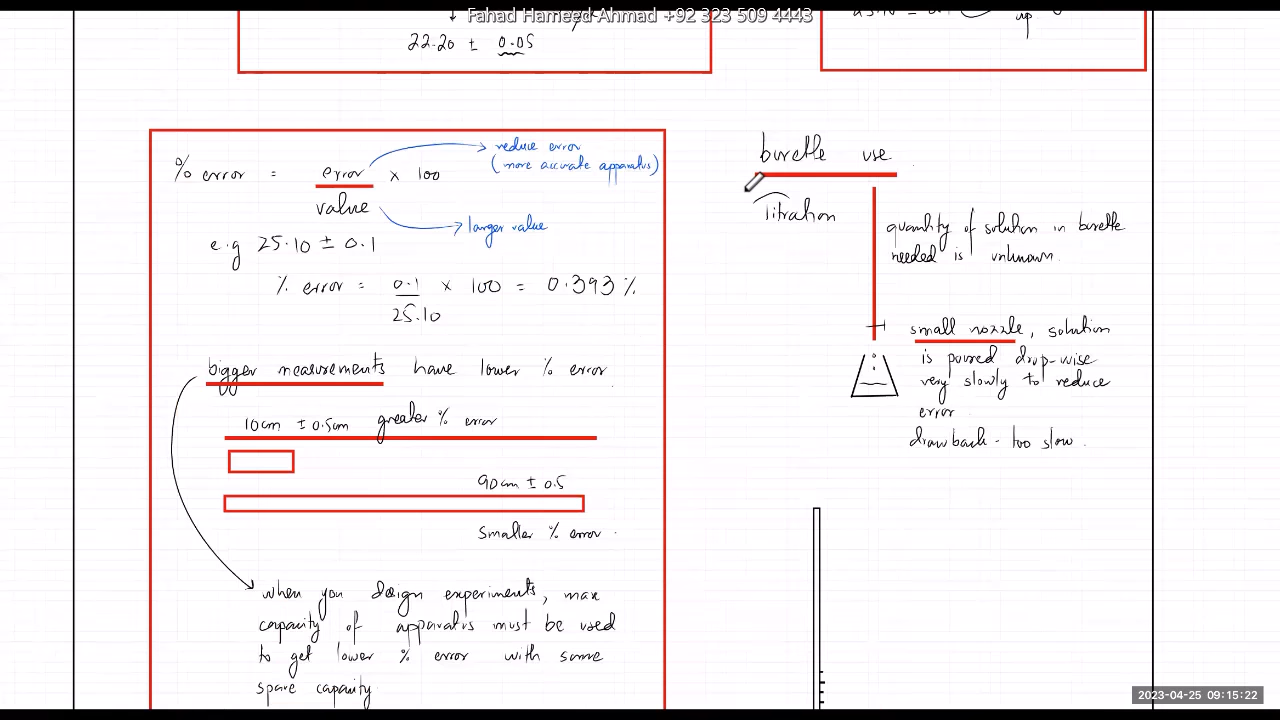 Fahad Hameed Ahmad +92 323 509 4443
22.20 ± 0.05
up
% error = error / value × 100
reduce error
(more accurate apparatus)
larger value
e.g 25.10 ± 0.1
% error = 0.1 / 25.10 × 100 = 0.393 %
bigger measurements have lower % error
10cm ± 0.5cm greater % error
90cm ± 0.5
smaller % error.
when you design experiments, max
capacity of apparatus must be used
to get lower % error with some
spare capacity
burette use
Titration
quantity of solution in burette
needed is unknown.
small nozzle, solution
is poured drop-wise
very slowly to reduce
error.
drawback - too slow.
2023-04-25 09:15:22